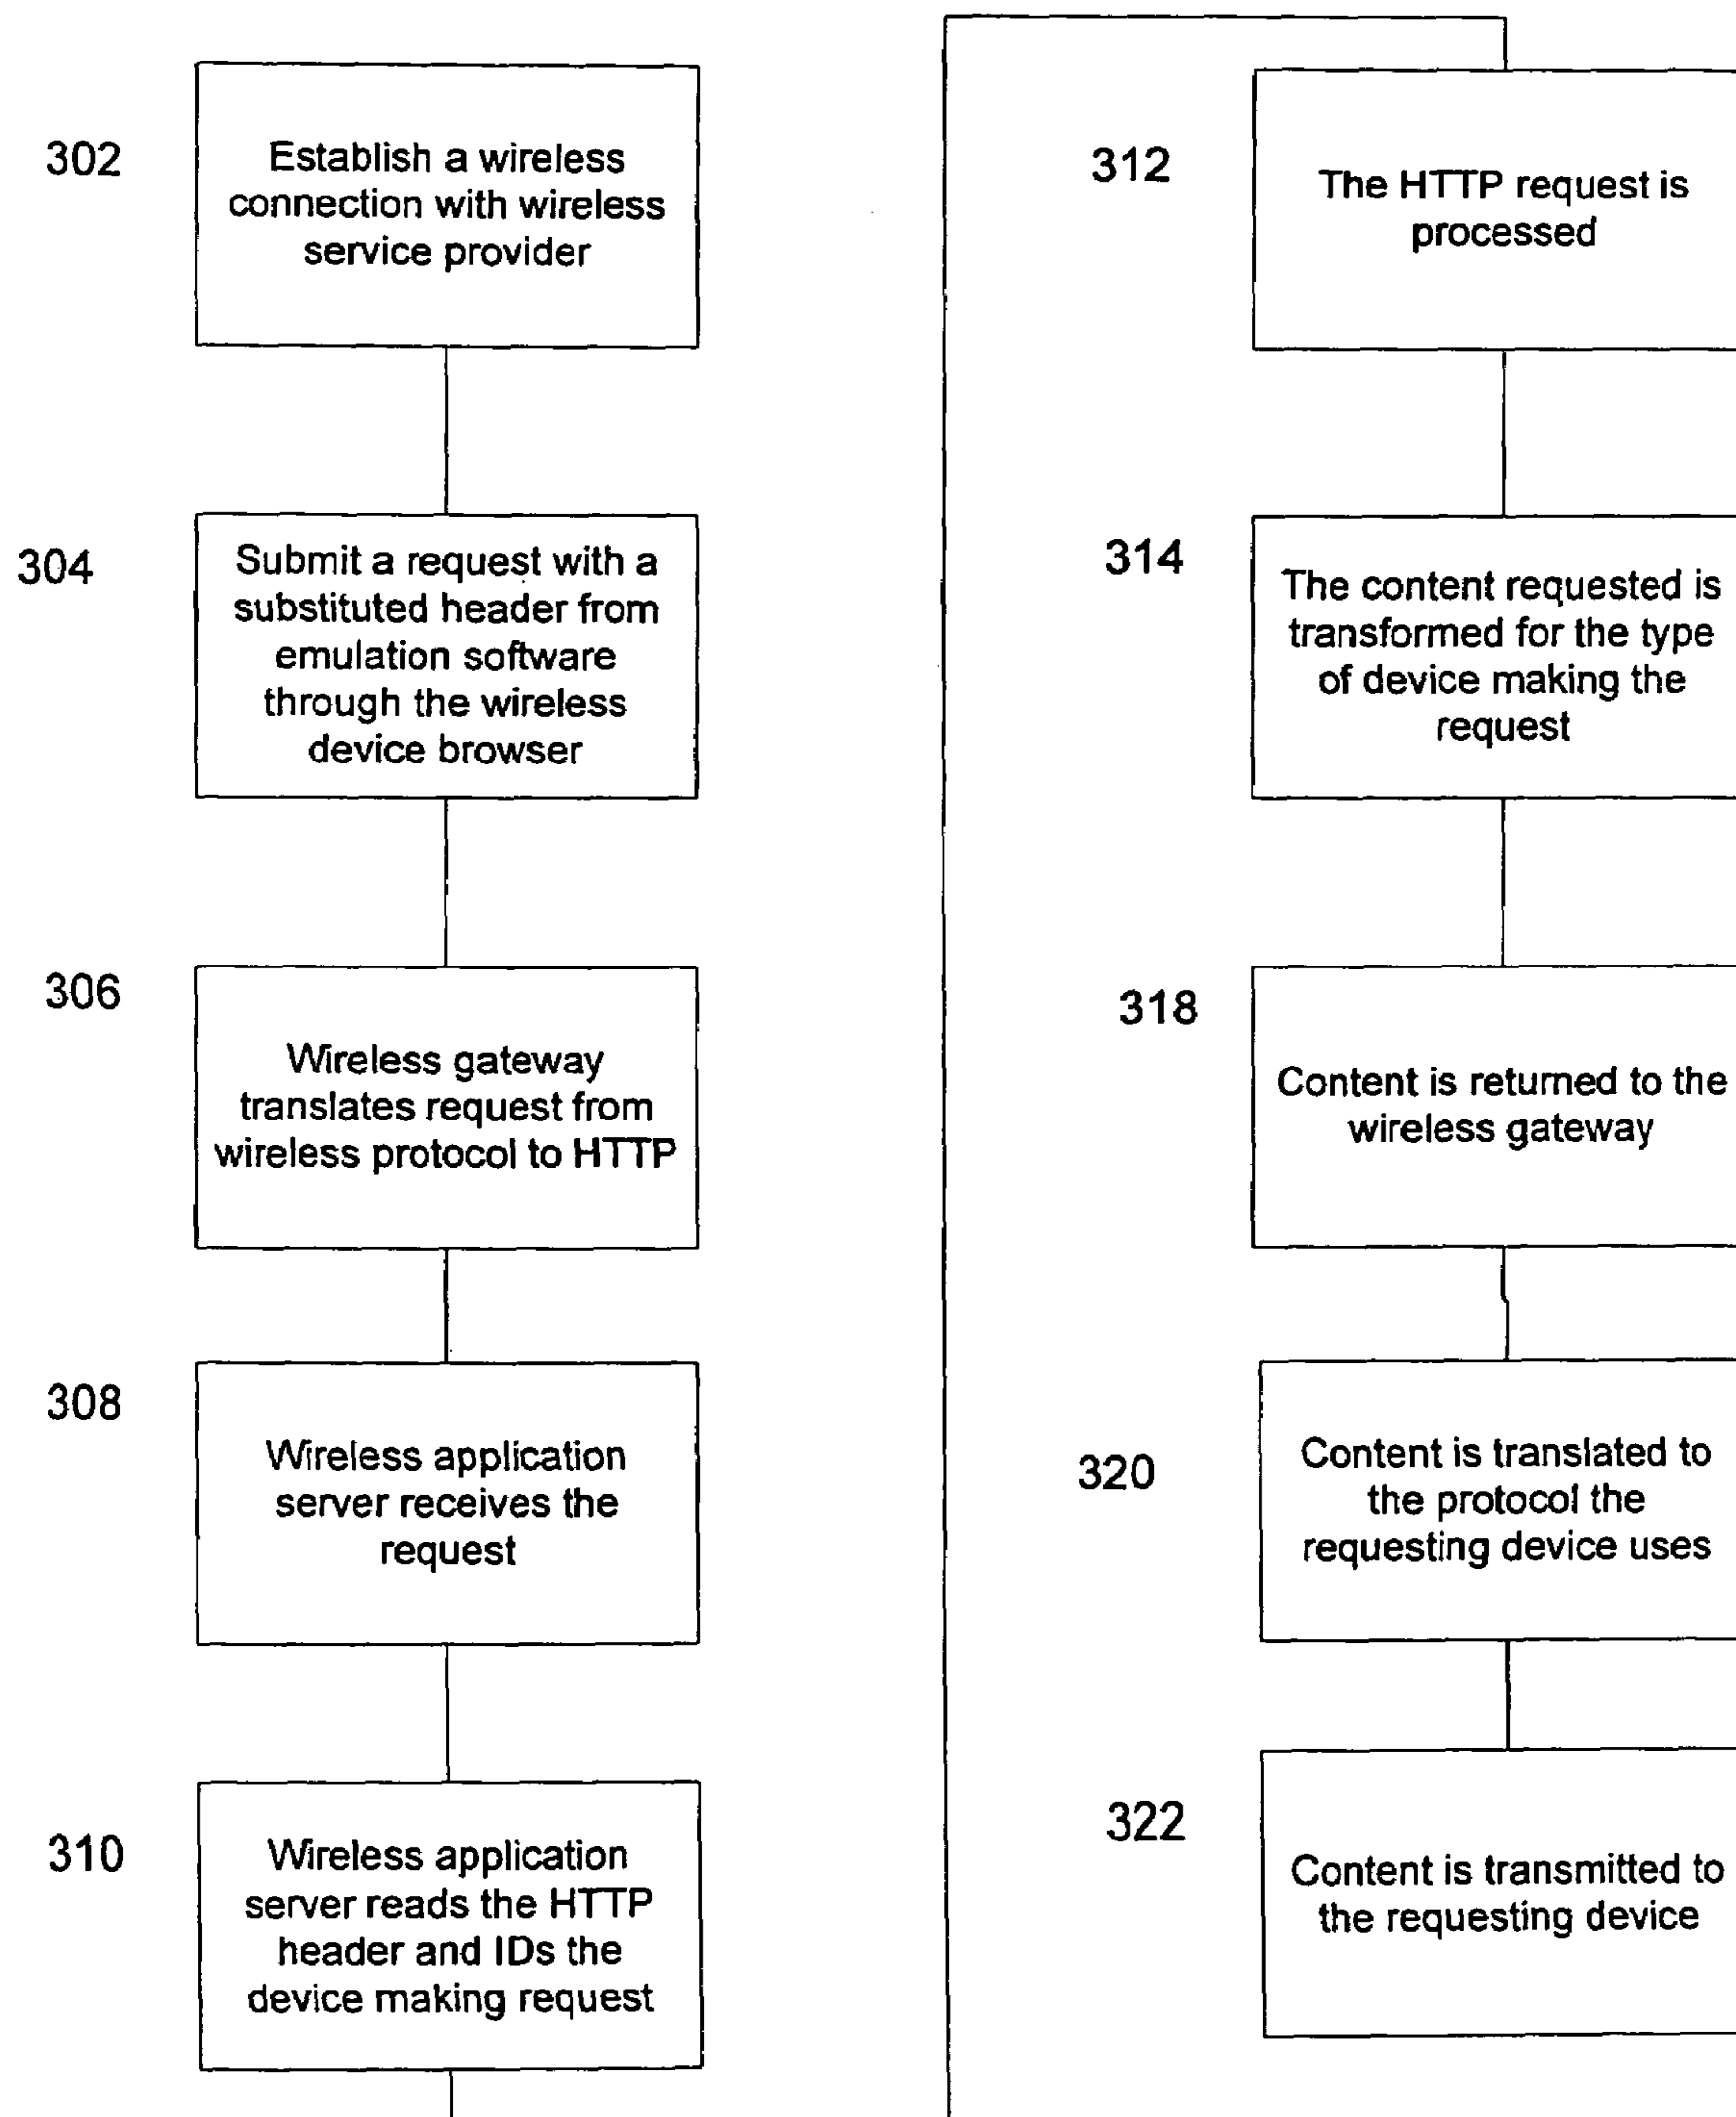 302
Establish a wireless
connection with wireless
service provider
304
Submit a request with a
substituted header from
emulation software
through the wireless
device browser
306
Wireless gateway
translates request from
wireless protocol to HTTP
308
Wireless application
server receives the
request
310
Wireless application
server reads the HTTP
header and IDs the
device making request
312
The HTTP request is
processed
314
The content requested is
transformed for the type
of device making the
request
318
Content is returned to the
wireless gateway
320
Content is translated to
the protocol the
requesting device uses
322
Content is transmitted to
the requesting device